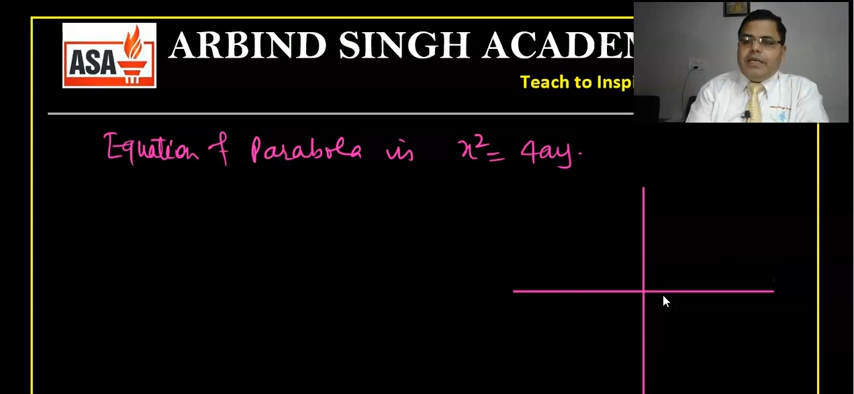 ASA
ARBIND SINGH ACADEM
Teach to Inspi
Equation of Parabola is x² = 4ay.